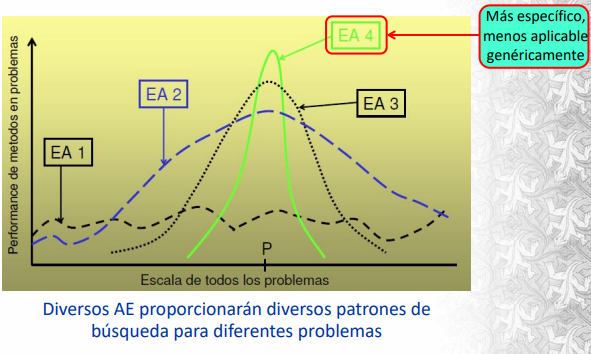 Más específico,
menos aplicable
genéricamente
EA 4
EA 2
EA 3
EA 1
Performance de metodos en problemas
P
Escala de todos los problemas
Diversos AE proporcionarán diversos patrones de
búsqueda para diferentes problemas